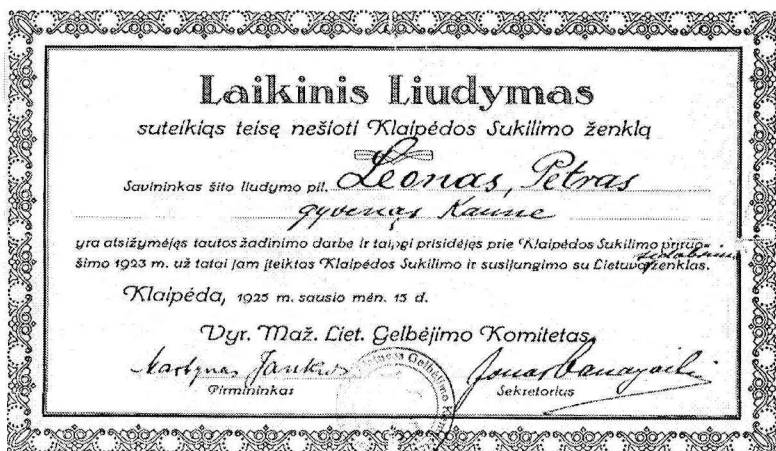 Laikinis Liudymas
suteikiąs teisę nešioti Klaipėdos Sukilimo ženklą
Savininkas šito liudymo pil. Leonas, Petras
gyvenąs Kaune
yra atsižymėjęs tautos žadinimo darbe ir taipgi prisidėjęs prie Klaipėdos Sukilimo priruo-
šimo 1923 m. už tatai jam įteiktas Klaipėdos Sukilimo ir susijungimo su Lietuva ženklas.
Klaipėda, 1925 m. sausio mėn. 15 d.
Vyr. Maž. Liet. Gelbėjimo Komitetas
Martynas Jankus
Pirmininkas
Sekretorius